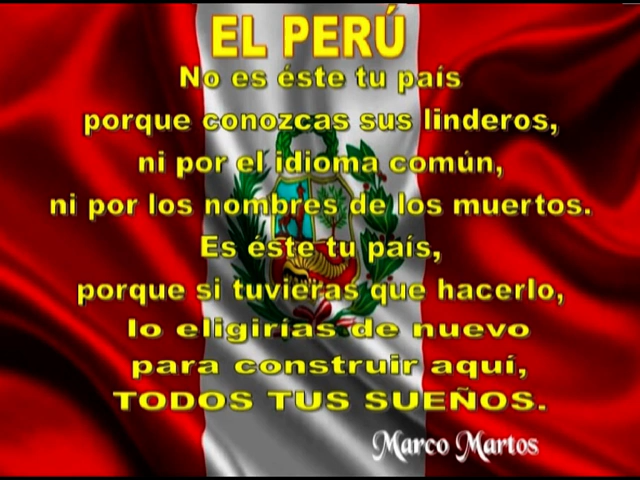 EL PERÚ
No es éste tu país
porque conozcas sus linderos,
ni por el idioma común,
ni por los nombres de los muertos.
Es éste tu país,
porque si tuvieras que hacerlo,
lo eligirías de nuevo
para construir aquí,
TODOS TUS SUEÑOS.
Marco Martos